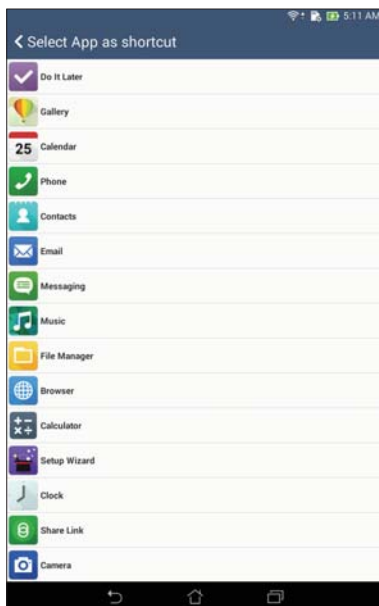 5:11 AM
Select App as shortcut
Do It Later
Gallery
25
Calendar
Phone
Contacts
Email
Messaging
Music
File Manager
Browser
Calculator
Setup Wizard
Clock
Share Link
Camera